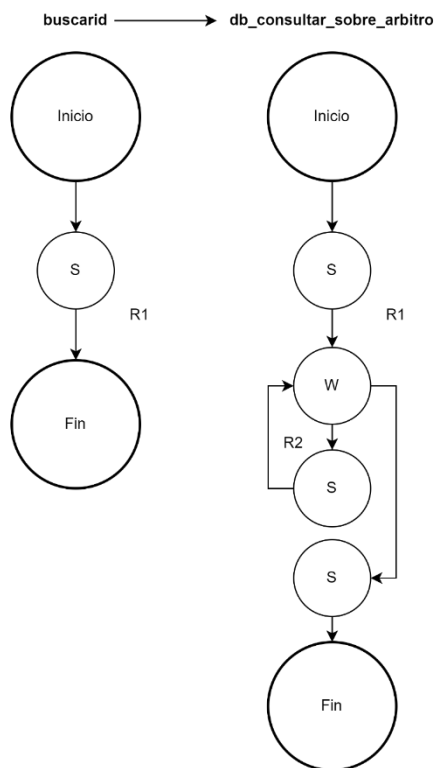 buscarid db_consultar_sobre_arbitro
Inicio Inicio
S S
R1 R1
W
Fin
R2
S
S
Fin